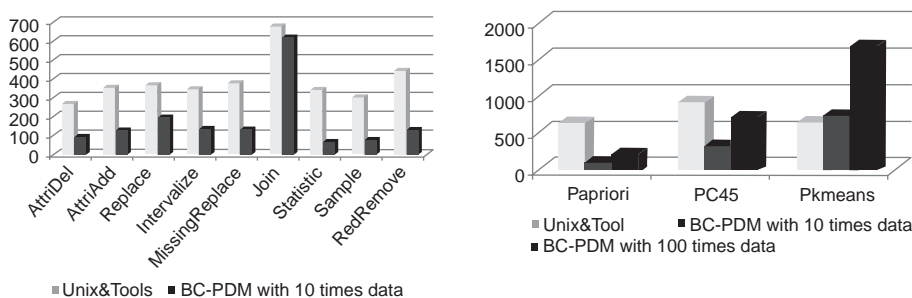 700
600
500
400
300
200
100
0
AttriDel
AttriAdd
Replace
Intervalize
MissingReplace
Join
Statistic
Sample
RedRemove
Unix&Tools BC-PDM with 10 times data
2000
1500
1000
500
0
Papriori PC45 Pkmeans
Unix&Tool BC-PDM with 10 times data
BC-PDM with 100 times data